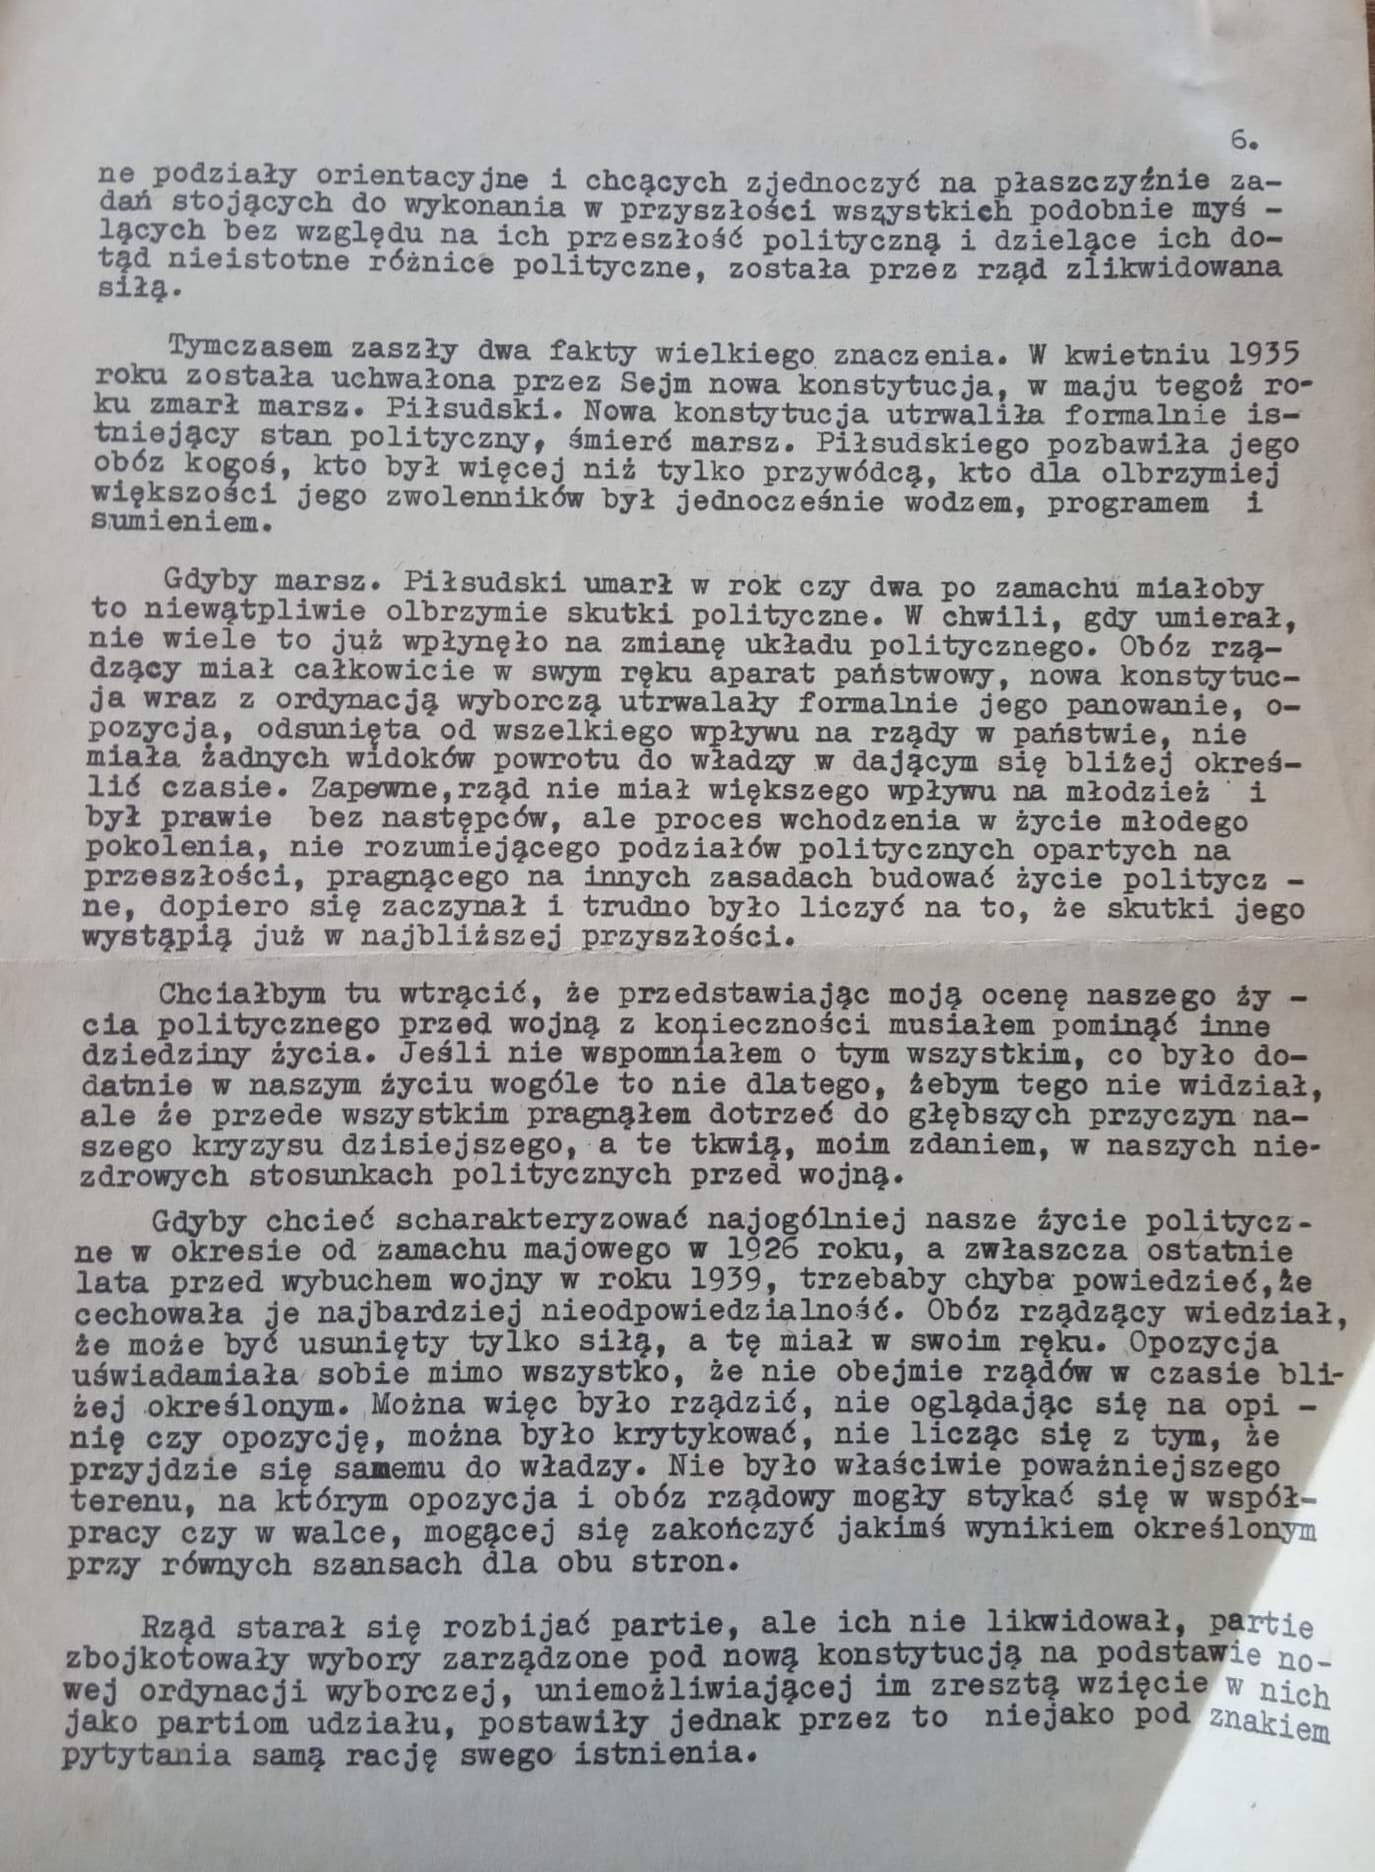 6.
ne podziały orientacyjne i chcących zjednoczyć na płaszczyźnie za-
dań stojących do wykonania w przyszłości wszystkich podobnie myś -
lących bez względu na ich przeszłość polityczną i dzielące ich do-
tąd nieistotne różnice polityczne, została przez rząd zlikwidowana
siłą.
Tymczasem zaszły dwa fakty wielkiego znaczenia. W kwietniu 1935
roku została uchwałona przez Sejm nowa konstytucja, w maju tegoż ro-
ku zmarł marsz. Piłsudski. Nowa konstytucja utrwaliła formalnie is-
tniejący stan polityczny, śmierć marsz. Piłsudskiego pozbawiła jego
obóz kogoś, kto był więcej niż tylko przywódcą, kto dla olbrzymiej
większości jego zwolenników był jednocześnie wodzem, programem i
sumieniem.
Gdyby marsz. Piłsudski umarł w rok czy dwa po zamachu miałoby
to niewątpliwie olbrzymie skutki polityczne. W chwili, gdy umierał,
nie wiele to już wpłynęło na zmianę układu politycznego. Obóz rzą-
dzący miał całkowicie w swym ręku aparat państwowy, nowa konstytuc-
ja wraz z ordynacją wyborczą utrwalały formalnie jego panowanie, o-
pozycja, odsunięta od wszelkiego wpływu na rządy w państwie, nie
miała żadnych widoków powrotu do władzy w dającym się bliżej okreś-
lić czasie. Zapewne,rząd nie miał większego wpływu na młodzież i
był prawie bez następców, ale proces wchodzenia w życie młodego
pokolenia, nie rozumiejącego podziałów politycznych opartych na
przeszłości, pragnącego na innych zasadach budować życie politycz -
ne, dopiero się zaczynał i trudno było liczyć na to, że skutki jego
wystąpią już w najbliższej przyszłości.
Chciałbym tu wtrącić, że przedstawiając moją ocenę naszego ży -
cia politycznego przed wojną z konieczności musiałem pominąć inne
dziedziny życia. Jeśli nie wspomniałem o tym wszystkim, co było do-
datnie w naszym życiu wogóle to nie dlatego, żebym tego nie widział,
ale że przede wszystkim pragnąłem dotrzeć do głębszych przyczyn na-
szego kryzysu dzisiejszego, a te tkwią, moim zdaniem, w naszych nie-
zdrowych stosunkach politycznych przed wojną.
Gdyby chcieć scharakteryzować najogólniej nasze życie politycz-
ne w okresie od zamachu majowego w 1926 roku, a zwłaszcza ostatnie
lata przed wybuchem wojny w roku 1939, trzebaby chyba powiedzieć,że
cechowała je najbardziej nieodpowiedzialność. Obóz rządzący wiedział,
że może być usunięty tylko siłą, a tę miał w swoim ręku. Opozycja
uświadamiała sobie mimo wszystko, że nie obejmie rządów w czasie bli-
żej określonym. Można więc było rządzić, nie oglądając się na opi -
nię czy opozycję, można było krytykować, nie licząc się z tym, że
przyjdzie się samemu do władzy. Nie było właściwie poważniejszego
terenu, na którym opozycja i obóz rządowy mogły stykać się w współ-
pracy czy w walce, mogącej się zakończyć jakimś wynikiem określonym
przy równych szansach dla obu stron.
Rząd starał się rozbijać partie, ale ich nie likwidował, partie
zbojkotowały wybory zarządzone pod nową konstytucją na podstawie no-
wej ordynacji wyborczej, uniemożliwiającej im zresztą wzięcie w nich
jako partiom udziału, postawiły jednak przez to niejako pod znakiem
pytytania samą rację swego istnienia.